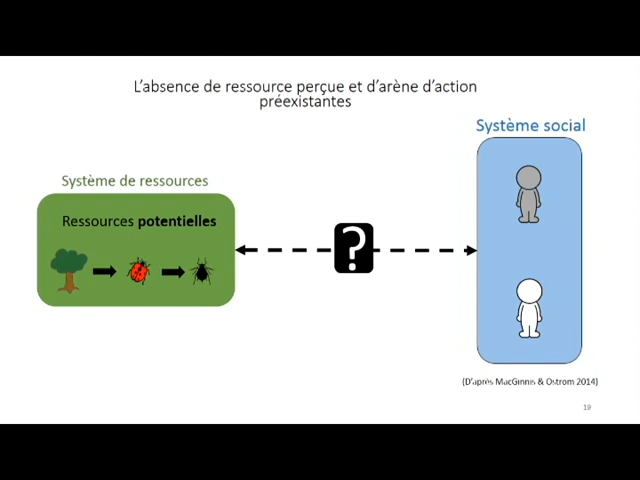 L'absence de ressource perçue et d'arène d'action
préexistantes
Système social
Système de ressources
Ressources potentielles
?
(D'après MacGinnis & Ostrom 2014)
19